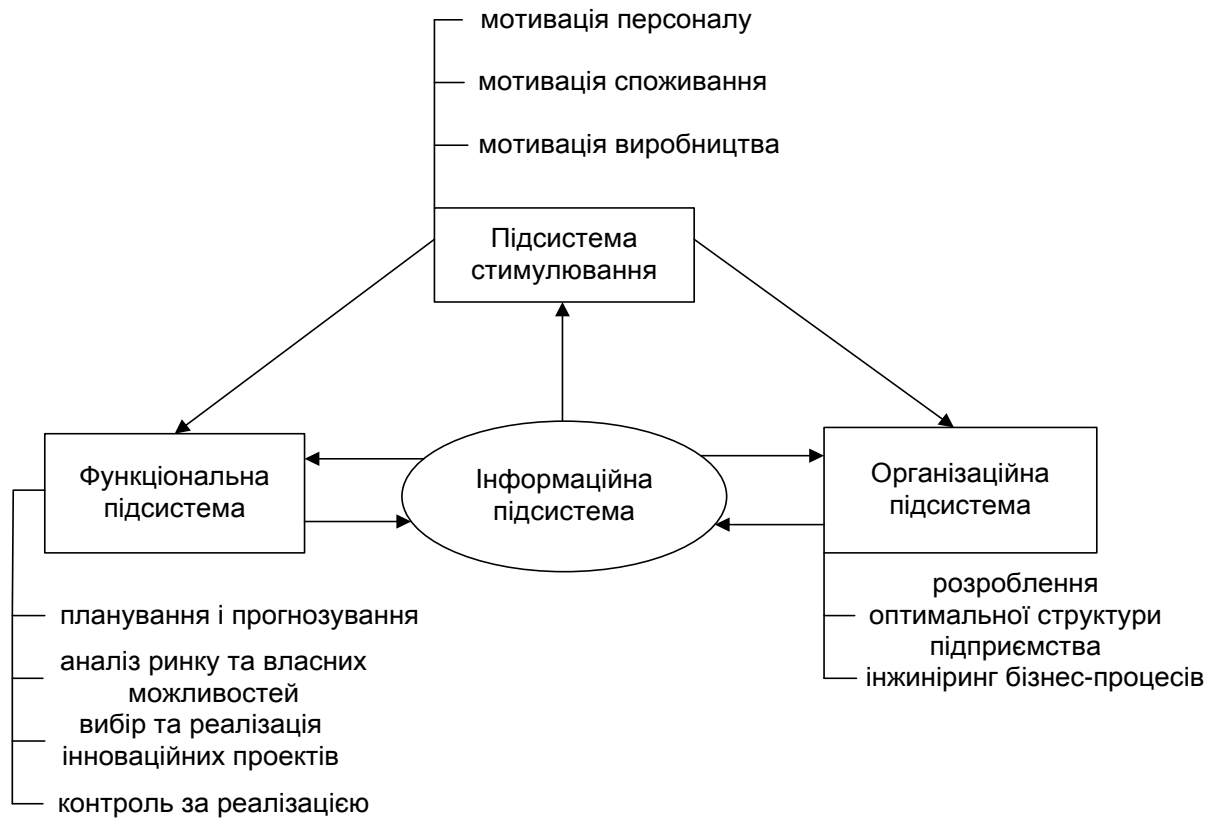 мотивація персоналу
мотивація споживання
мотивація виробництва
Підсистема
стимулювання
Функціональна
підсистема
Інформаційна
підсистема
Організаційна
підсистема
планування і прогнозування
аналіз ринку та власних
можливостей
вибір та реалізація
інноваційних проектів
контроль за реалізацією
розроблення
оптимальної структури
підприємства
інжиніринг бізнес-процесів